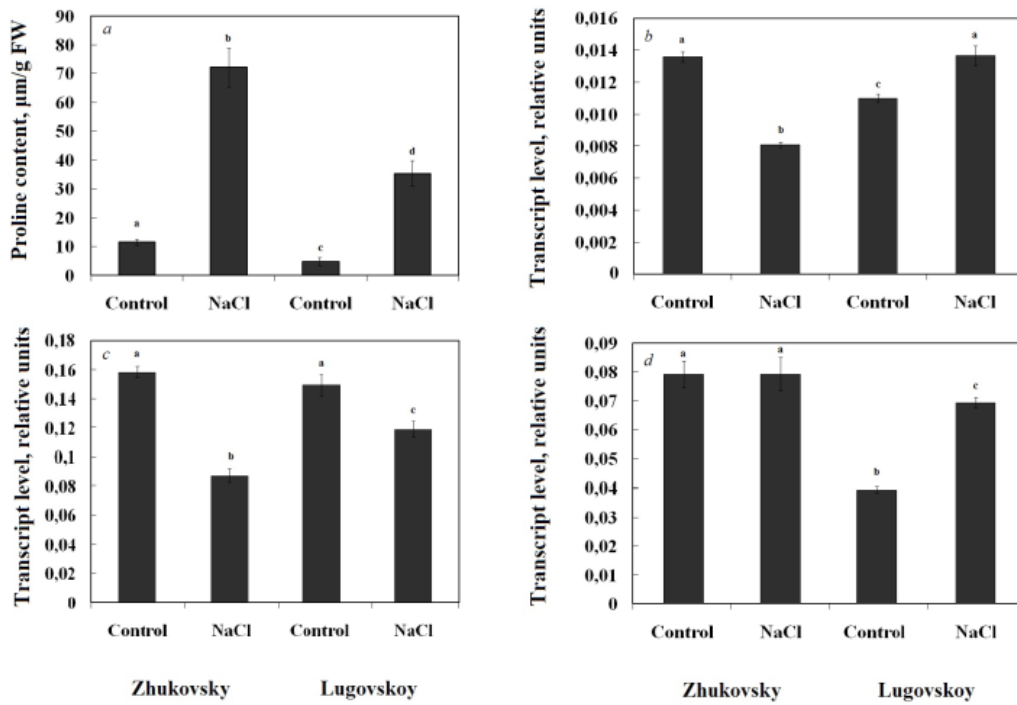 a
Proline content, µm/g FW
90
80
70
60
50
40
30
20
10
0
a
b
c
d
Control NaCl Control NaCl
b
Transcript level, relative units
0,016
0,014
0,012
0,010
0,008
0,006
0,004
0,002
0
a
b
c
a
Control NaCl Control NaCl
c
Transcript level, relative units
0,18
0,16
0,14
0,12
0,1
0,08
0,06
0,04
0,02
0
a
b
a
c
Control NaCl Control NaCl
Zhukovsky Lugovskoy
d
Transcript level, relative units
0,09
0,08
0,07
0,06
0,05
0,04
0,03
0,02
0,01
0
a
a
b
c
Control NaCl Control NaCl
Zhukovsky Lugovskoy